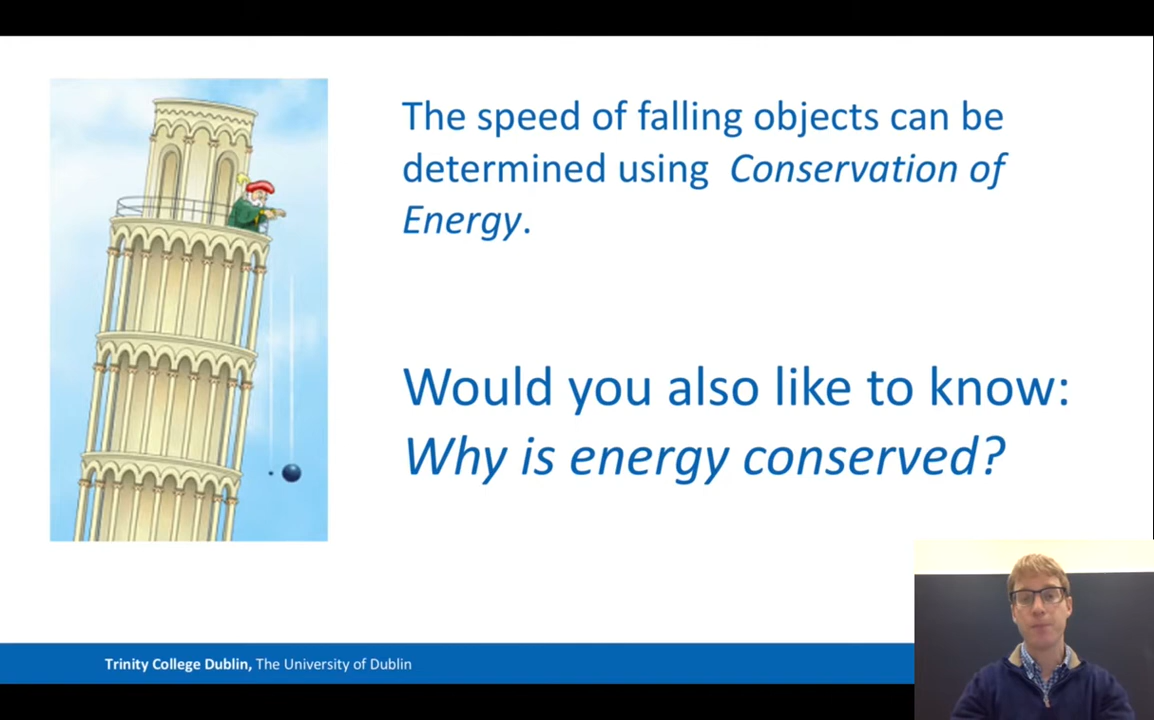 The speed of falling objects can be
determined using Conservation of
Energy.
Would you also like to know:
Why is energy conserved?
Trinity College Dublin, The University of Dublin